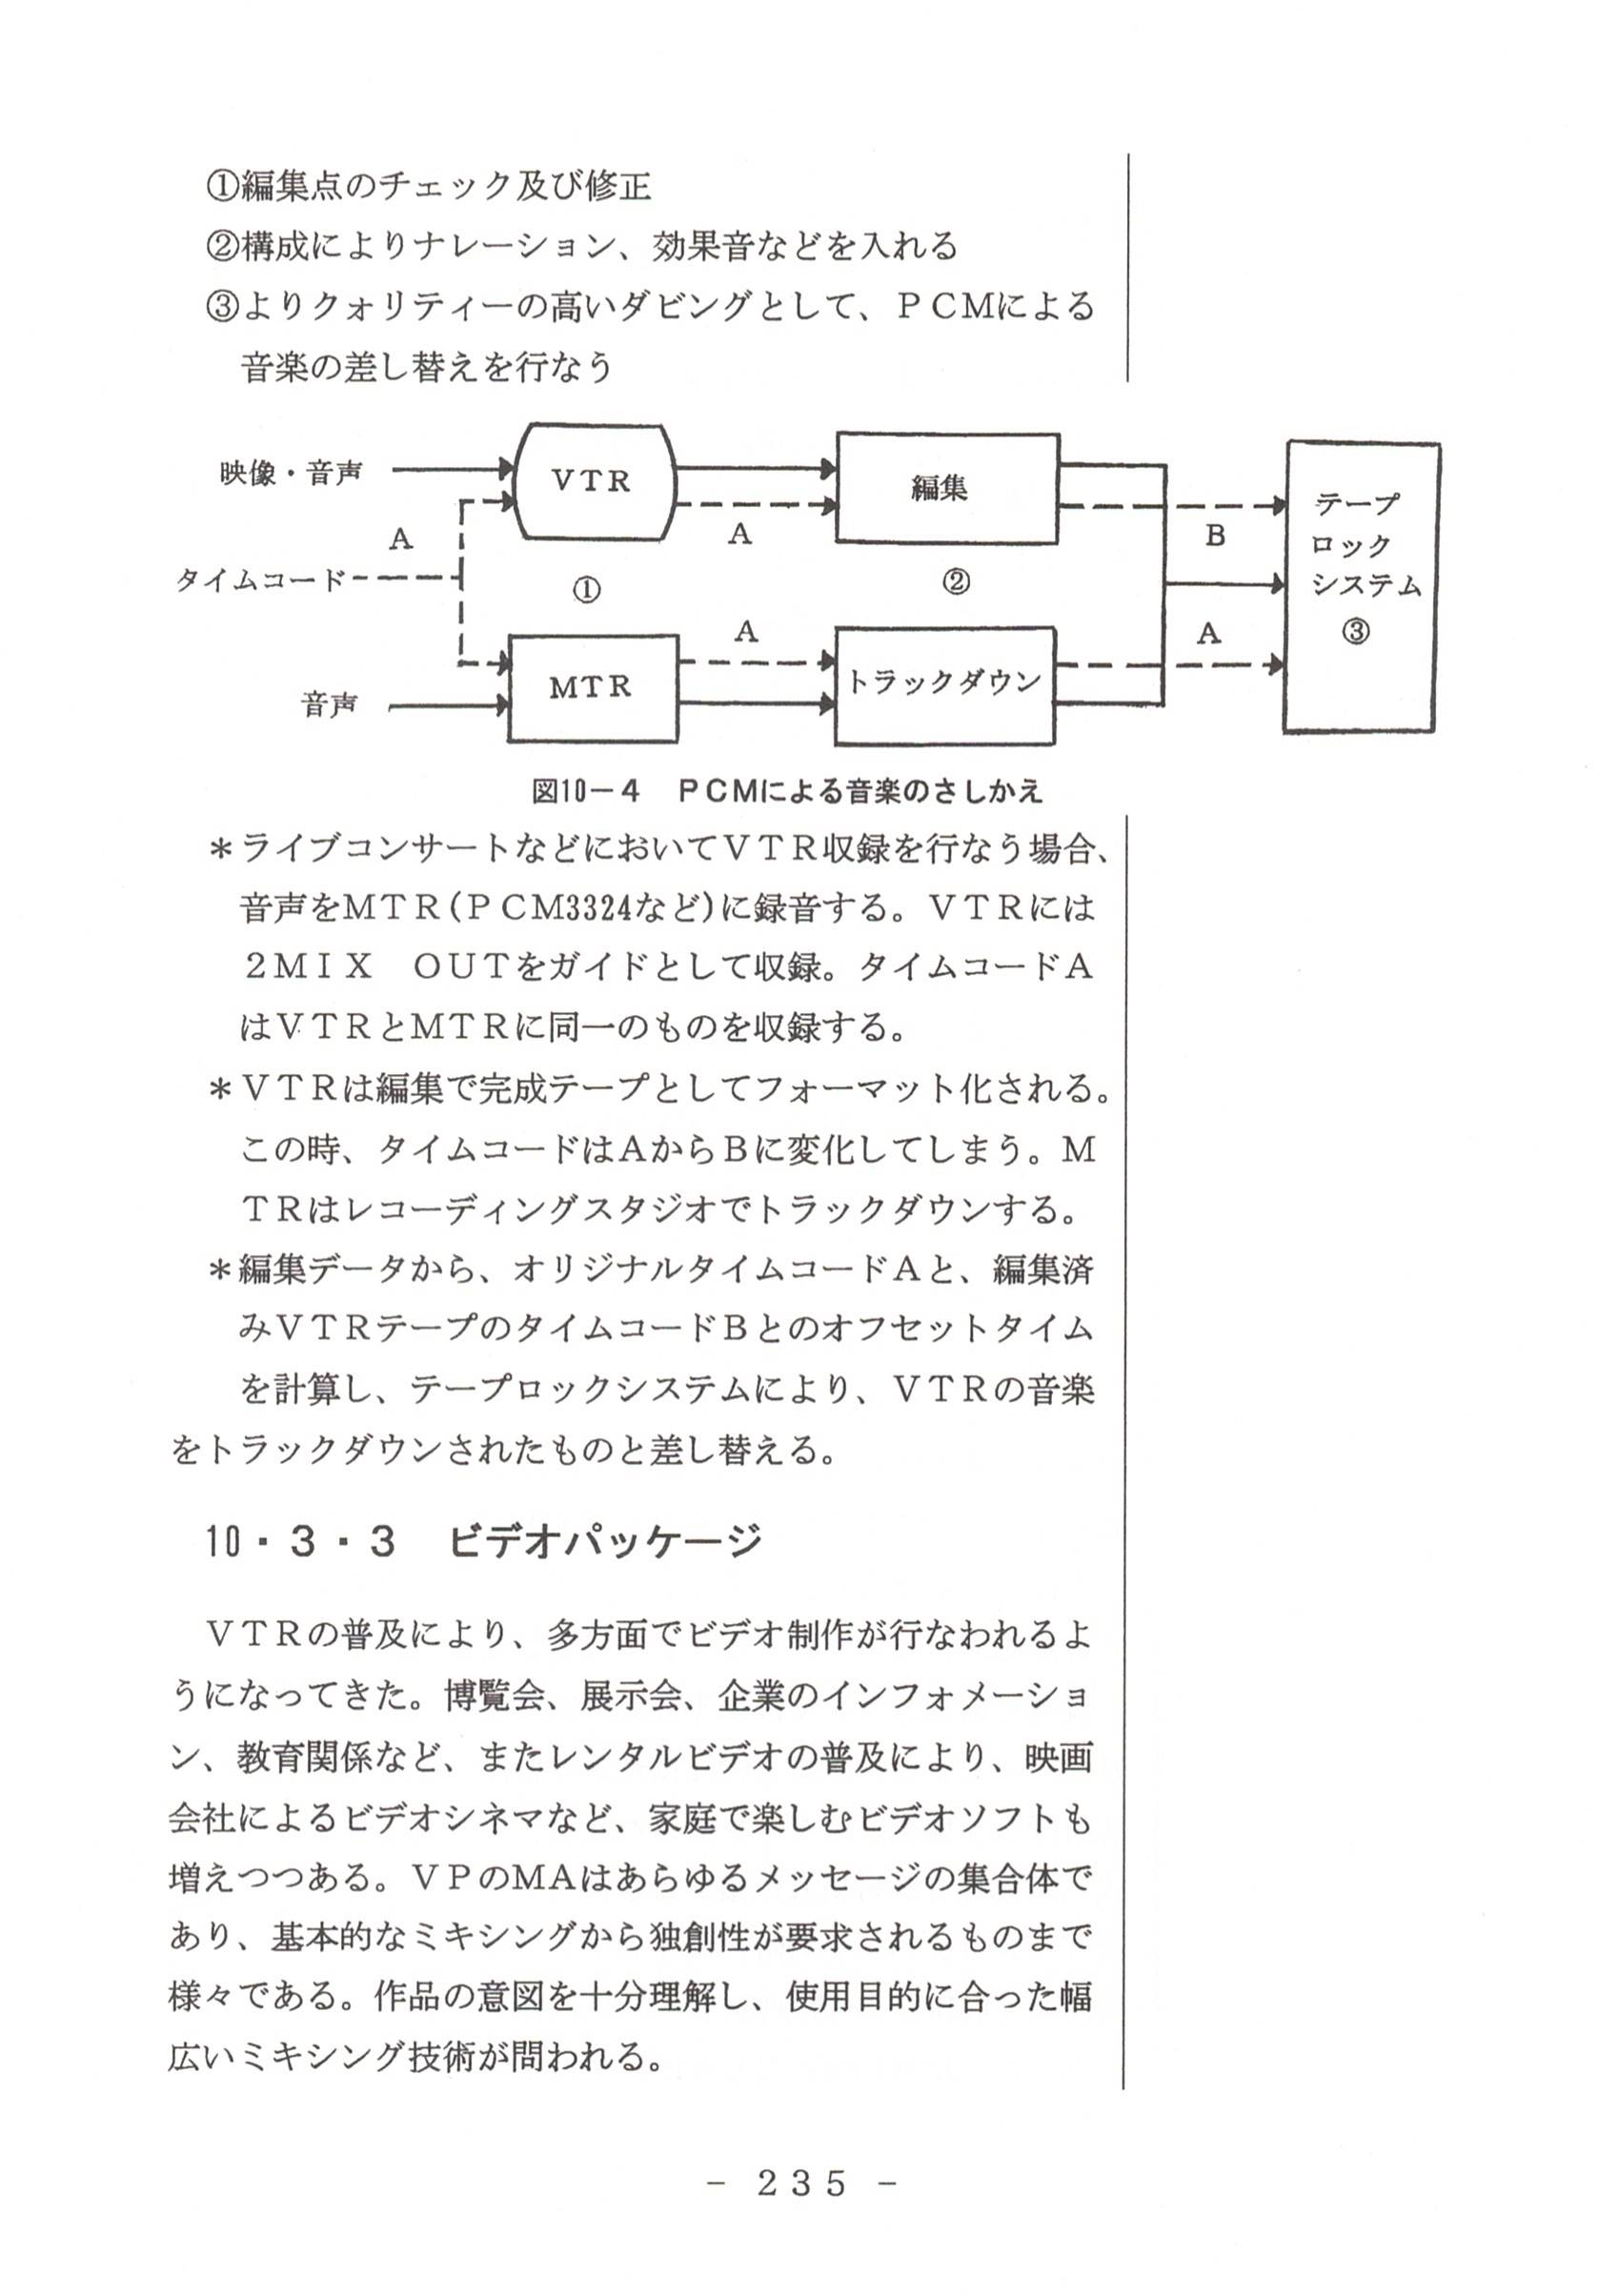 ①編集点のチェック及び修正
②構成によりナレーション、効果音などを入れる
③よりクォリティーの高いダビングとして、ＰＣＭによる
音楽の差し替えを行なう
映像・音声
ＶＴＲ
編集
テープ
ロック
システム
③
Ａ
Ａ
Ｂ
タイムコード
①
②
Ａ
Ａ
音声
ＭＴＲ
トラックダウン
図10－４　ＰＣＭによる音楽のさしかえ
＊ライブコンサートなどにおいてＶＴＲ収録を行なう場合、
音声をＭＴＲ(ＰＣＭ3324など)に録音する。ＶＴＲには
２ＭＩＸ　ＯＵＴをガイドとして収録。タイムコードＡ
はＶＴＲとＭＴＲに同一のものを収録する。
＊ＶＴＲは編集で完成テープとしてフォーマット化される。
この時、タイムコードはＡからＢに変化してしまう。Ｍ
ＴＲはレコーディングスタジオでトラックダウンする。
＊編集データから、オリジナルタイムコードＡと、編集済
みＶＴＲテープのタイムコードＢとのオフセットタイム
を計算し、テープロックシステムにより、ＶＴＲの音楽
をトラックダウンされたものと差し替える。
10・３・３　ビデオパッケージ
ＶＴＲの普及により、多方面でビデオ制作が行なわれるよ
うになってきた。博覧会、展示会、企業のインフォメーショ
ン、教育関係など、またレンタルビデオの普及により、映画
会社によるビデオシネマなど、家庭で楽しむビデオソフトも
増えつつある。ＶＰのＭＡはあらゆるメッセージの集合体で
あり、基本的なミキシングから独創性が要求されるものまで
様々である。作品の意図を十分理解し、使用目的に合った幅
広いミキシング技術が問われる。
－ ２３５ －